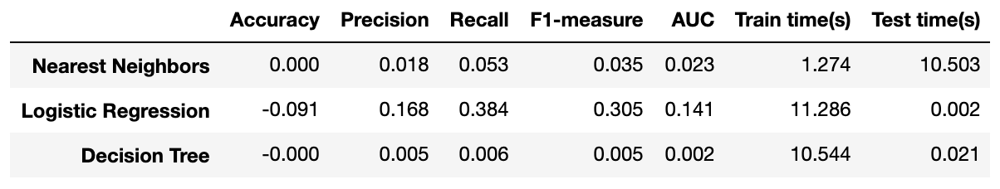 Accuracy Precision Recall F1-measure AUC Train time(s) Test time(s)
Nearest Neighbors 0.000 0.018 0.053 0.035 0.023 1.274 10.503
Logistic Regression -0.091 0.168 0.384 0.305 0.141 11.286 0.002
Decision Tree -0.000 0.005 0.006 0.005 0.002 10.544 0.021